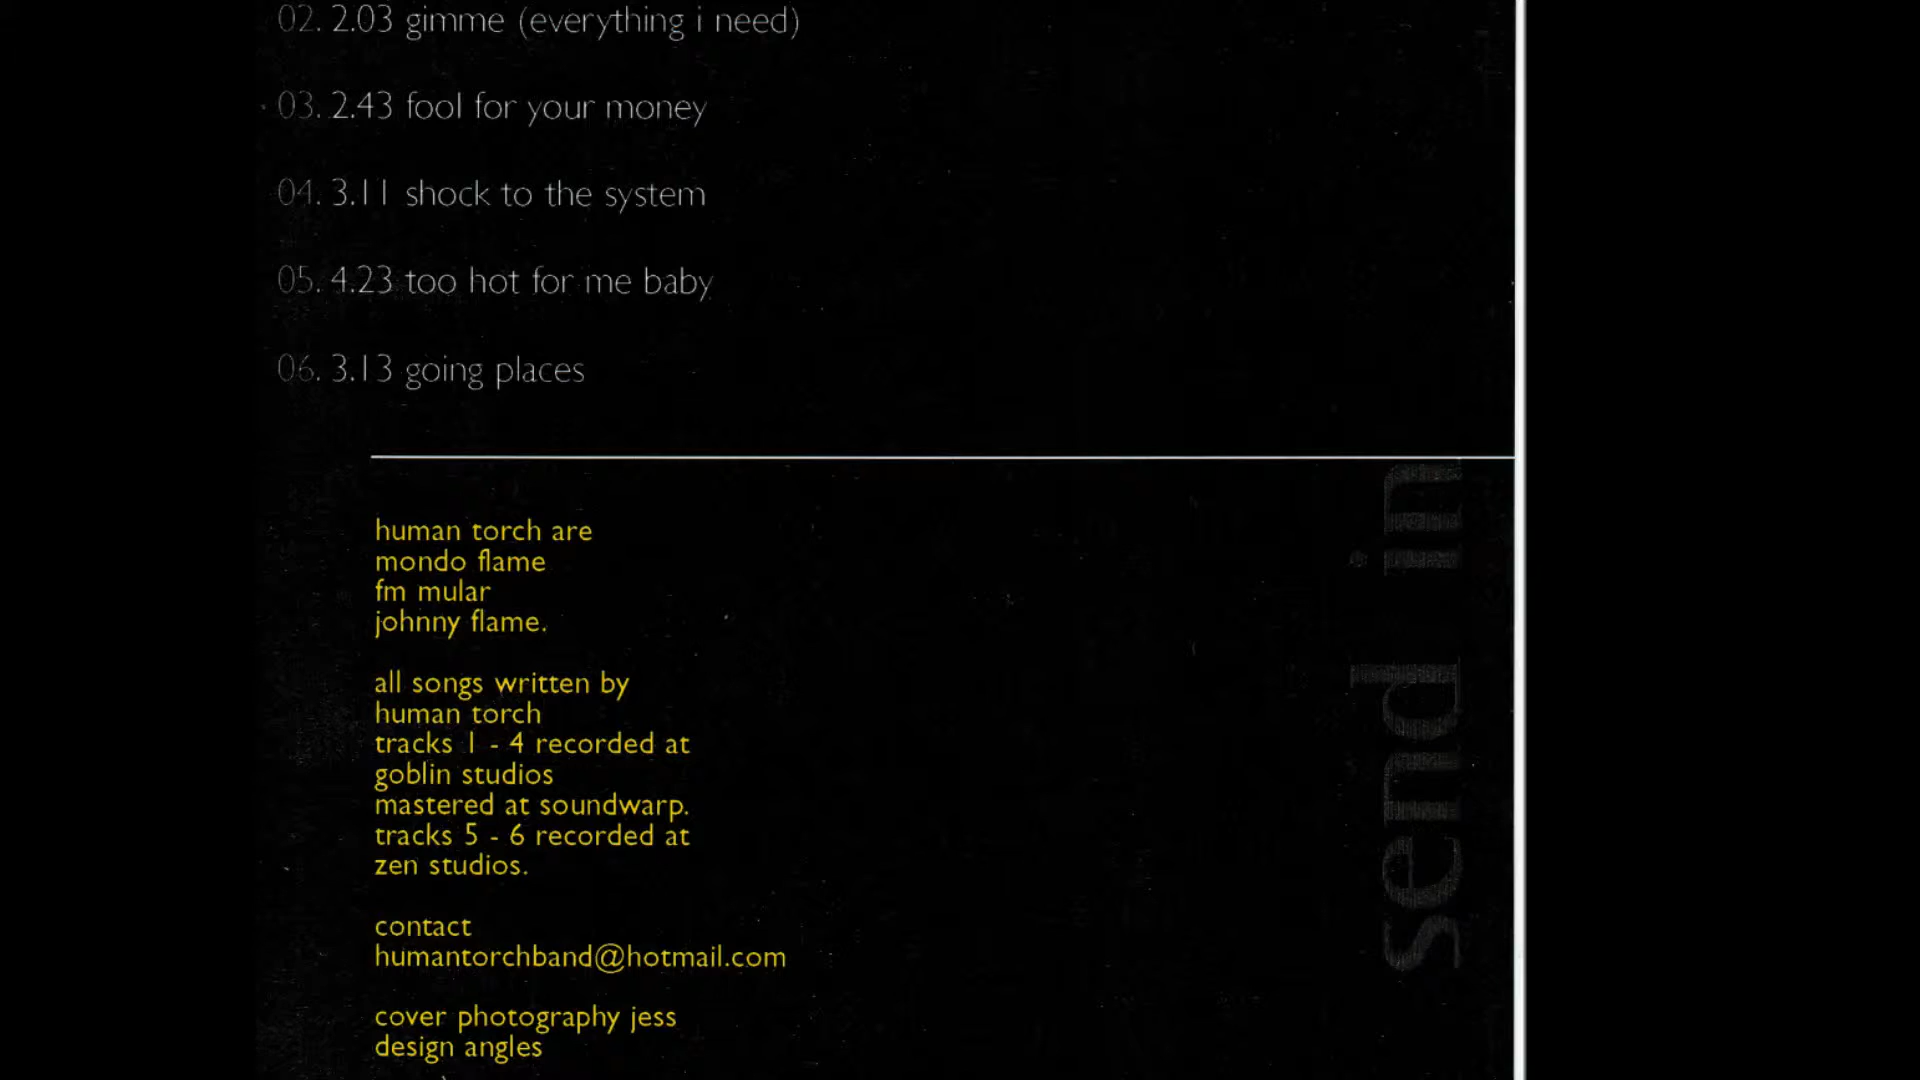 02. 2.03 gimme (everything i need)
03. 2.43 fool for your money
04. 3.11 shock to the system
05. 4.23 too hot for me baby
06. 3.13 going places
human torch are
mondo flame
fm mular
johnny flame.
all songs written by
human torch
tracks 1 - 4 recorded at
goblin studios
mastered at soundwarp.
tracks 5 - 6 recorded at
zen studios.
contact
humantorchband@hotmail.com
cover photography jess
design angles
send in